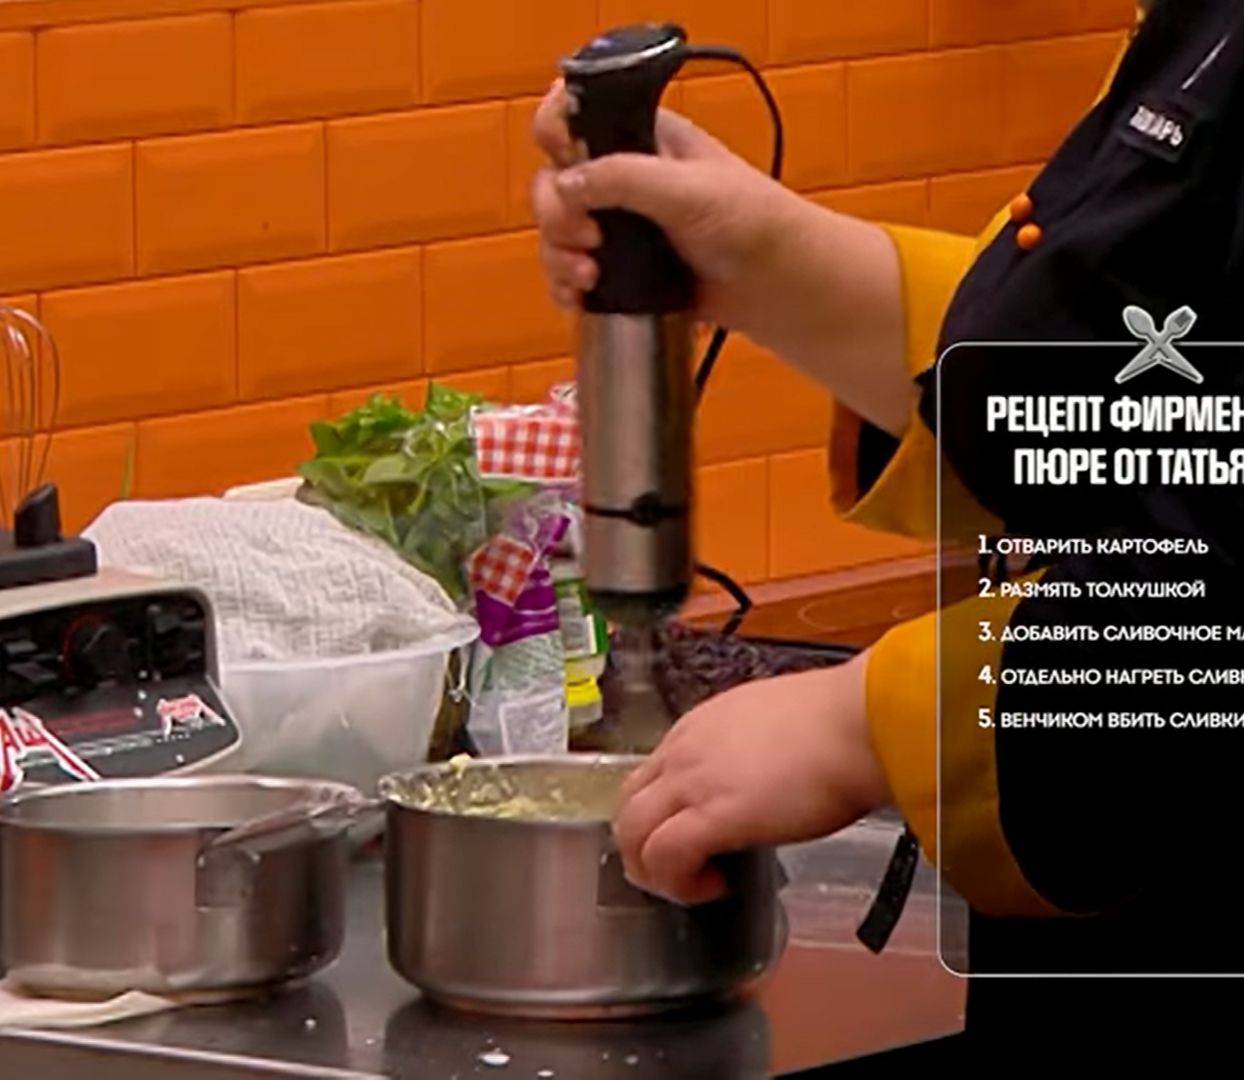 РЕЦЕПТ ФИРМЕН
ПЮРЕ ОТ ТАТЬЯ
1. ОТВАРИТЬ КАРТОФЕЛЬ
2. РАЗМЯТЬ ТОЛКУШКОЙ
3. ДОБАВИТЬ СЛИВОЧНОЕ МА
4. ОТДЕЛЬНО НАГРЕТЬ СЛИВК
5. ВЕНЧИКОМ ВБИТЬ СЛИВКИ